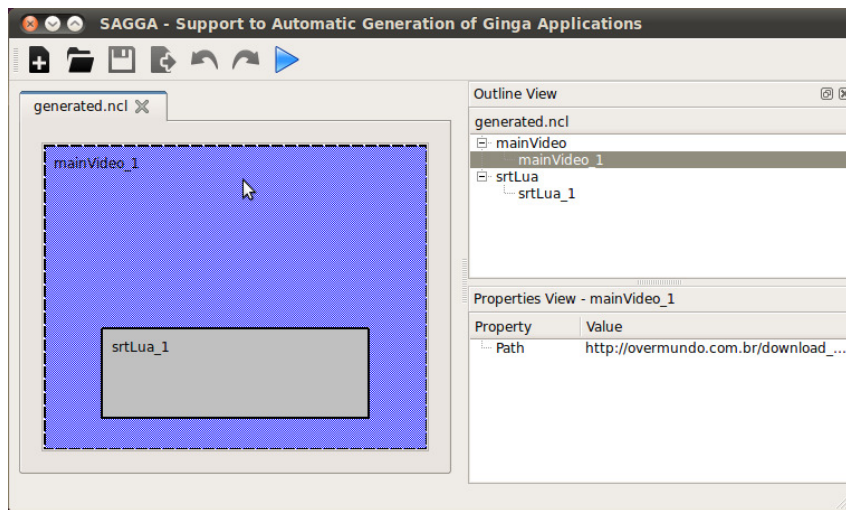 SAGGA - Support to Automatic Generation of Ginga Applications
generated.ncl
mainVideo_1
srtLua_1
Outline View
generated.ncl
mainVideo
mainVideo_1
srtLua
srtLua_1
Properties View - mainVideo_1
Property Value
Path http://overmundo.com.br/download_...